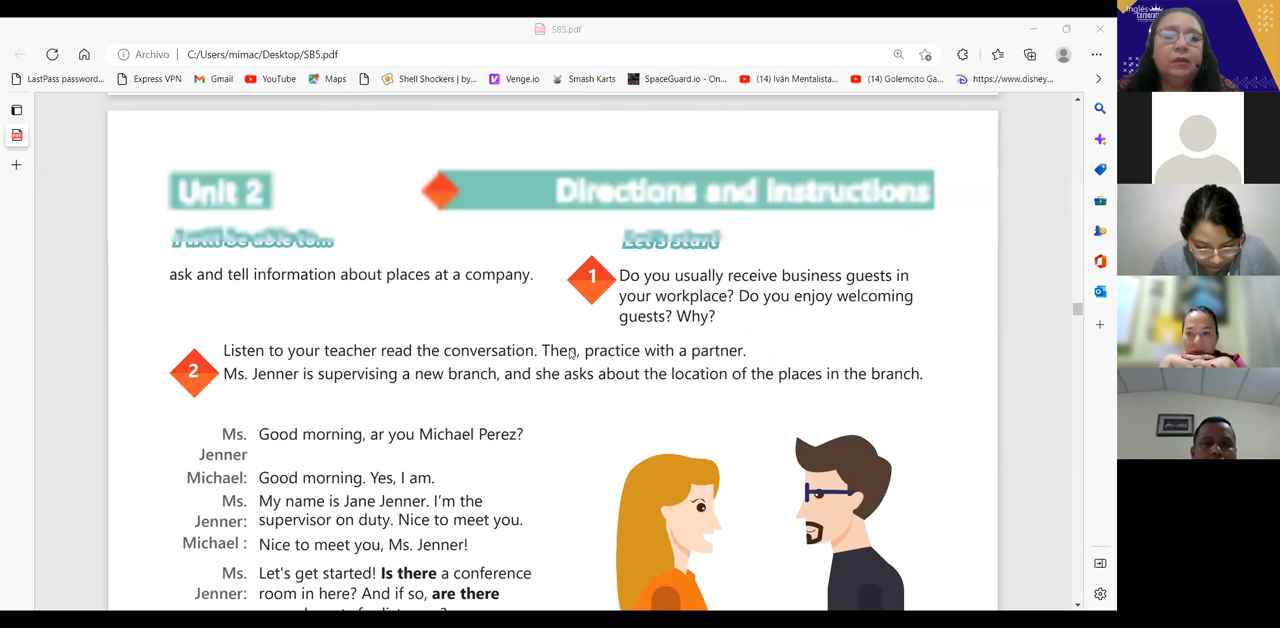 SB5.pdf
Archivo
C:/Users/mimac/Desktop/SB5.pdf
LastPass password...
Express VPN
Gmail
YouTube
Maps
Shell Shockers | by...
Venge.io
Smash Karts
SpaceGuard.io - On...
(14) Iván Mentalista...
(14) Golemcito Ga...
https://www.disney...
Unit 2
Directions and instructions
I will be able to...
Let's start
ask and tell information about places at a company.
1
Do you usually receive business guests in
your workplace? Do you enjoy welcoming
guests? Why?
2
Listen to your teacher read the conversation. Then, practice with a partner.
Ms. Jenner is supervising a new branch, and she asks about the location of the places in the branch.
Ms. Good morning, ar you Michael Perez?
Jenner
Michael: Good morning. Yes, I am.
Ms. My name is Jane Jenner. I'm the
Jenner: supervisor on duty. Nice to meet you.
Michael : Nice to meet you, Ms. Jenner!
Ms. Let's get started! Is there a conference
Jenner: room in here? And if so, are there
Inglés
Corporativo